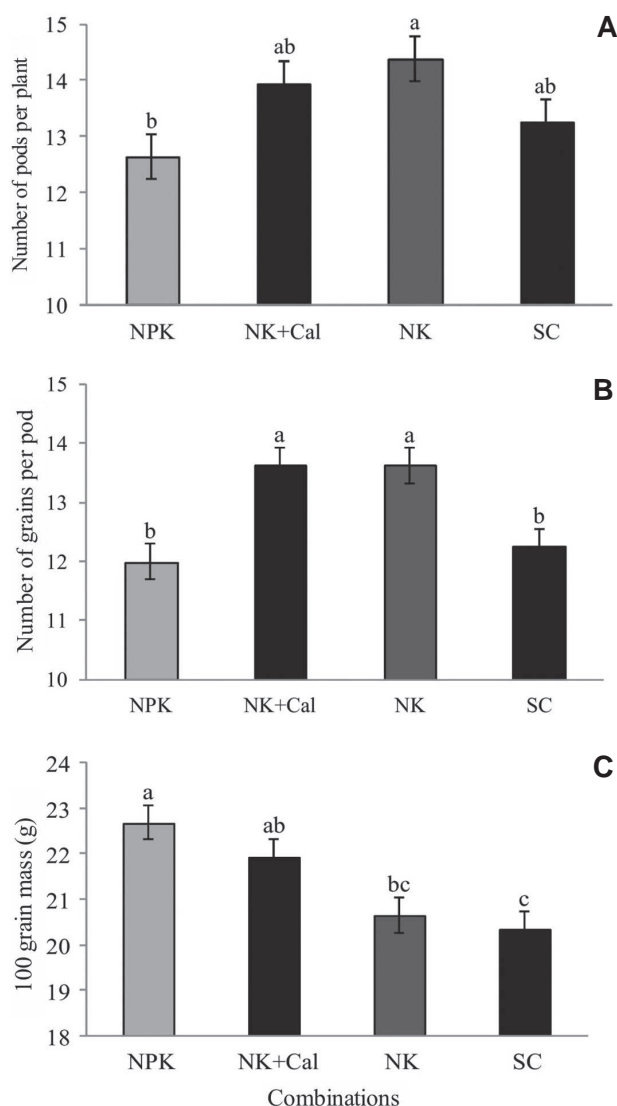 A
Number of pods per plant
15
14
13
12
11
10
b
ab
a
ab
NPK NK+Cal NK SC
B
Number of grains per pod
15
14
13
12
11
10
b
a
a
b
NPK NK+Cal NK SC
C
100 grain mass (g)
24
23
22
21
20
19
18
a
ab
bc
c
NPK NK+Cal NK SC
Combinations